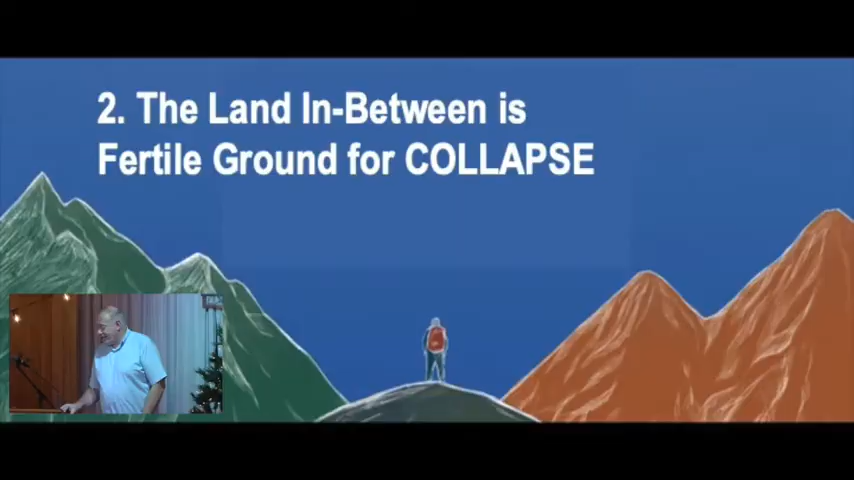 2. The Land In-Between is
Fertile Ground for COLLAPSE